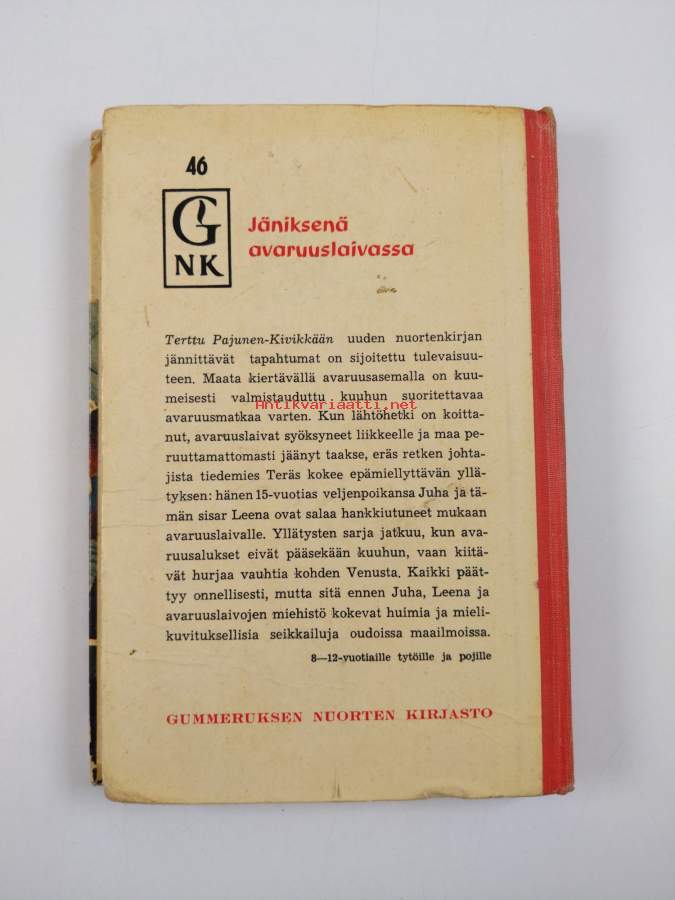 46
G
NK
Jäniksenä
avaruuslaivassa
Terttu Pajunen-Kivikkään uuden nuortenkirjan
jännittävät tapahtumat on sijoitettu tulevaisuu-
teen. Maata kiertävällä avaruusasemalla on kuu-
meisesti valmistauduttu kuuhun suoritettavaa
Antikvariaatti.net
avaruusmatkaa varten. Kun lähtöhetki on koitta-
nut, avaruuslaivat syöksyneet liikkeelle ja maa pe-
ruuttamattomasti jäänyt taakse, eräs retken johta-
jista tiedemies Teräs kokee epämiellyttävän yllä-
tyksen: hänen 15-vuotias veljenpoikansa Juha ja tä-
män sisar Leena ovat salaa hankkiutuneet mukaan
avaruuslaivalle. Yllätysten sarja jatkuu, kun ava-
ruusalukset eivät pääsekään kuuhun, vaan kiitä-
vät hurjaa vauhtia kohden Venusta. Kaikki päät-
tyy onnellisesti, mutta sitä ennen Juha, Leena ja
avaruuslaivojen miehistö kokevat huimia ja mieli-
kuvituksellisia seikkailuja oudoissa maailmoissa.
8—12-vuotiaille tytöille ja pojille
GUMMERUKSEN NUORTEN KIRJASTO